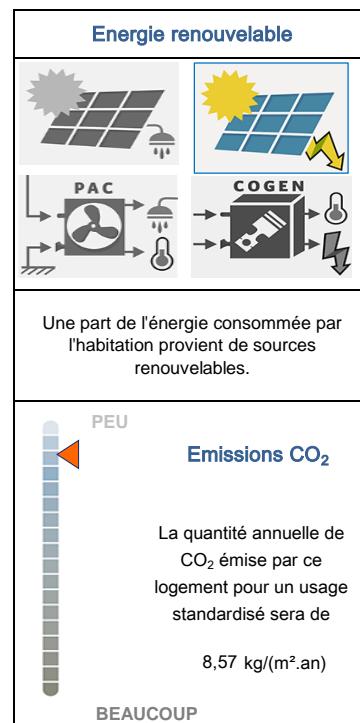 Energie renouvelable
PAC
COGEN
Une part de l'énergie consommée par
l'habitation provient de sources
renouvelables.
PEU
Emissions CO₂
La quantité annuelle de
CO₂ émise par ce
logement pour un usage
standardisé sera de
8,57 kg/(m².an)
BEAUCOUP